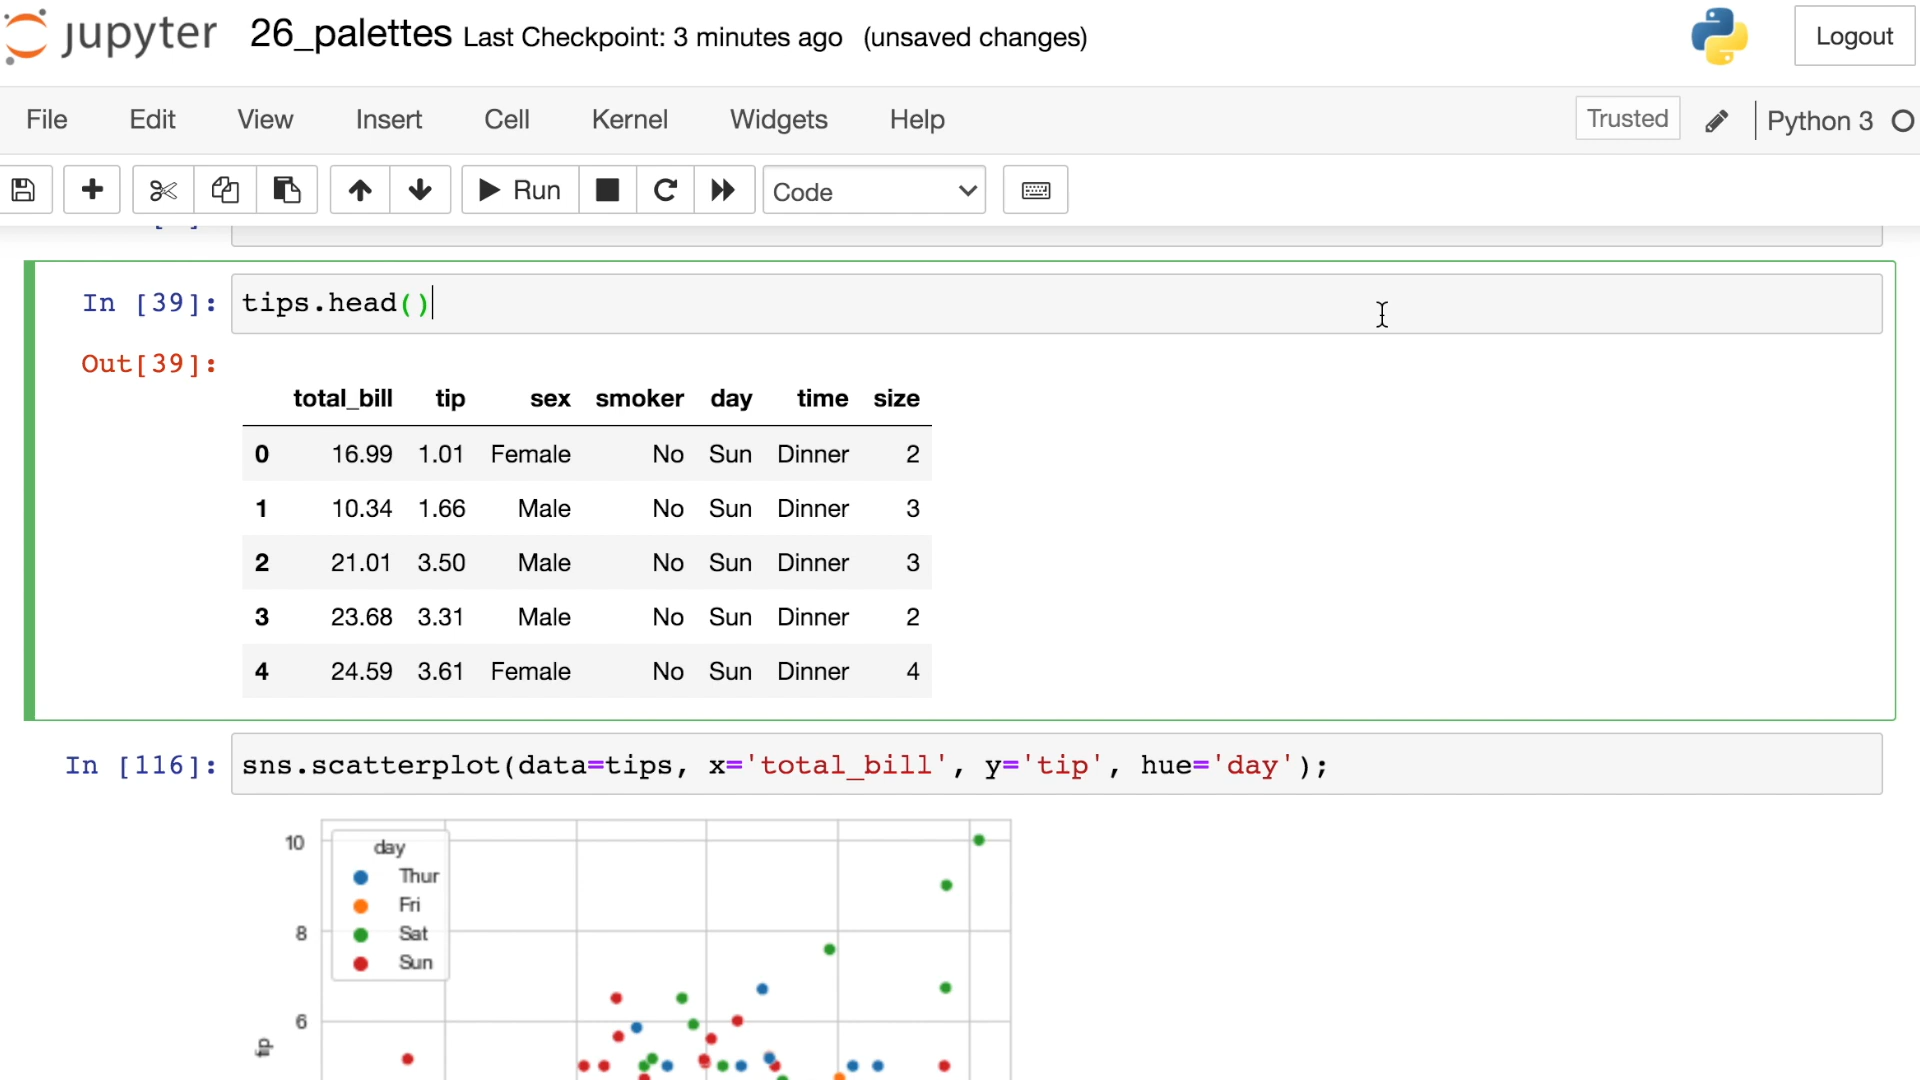 jupyter 26_palettes Last Checkpoint: 3 minutes ago (unsaved changes) Logout
File Edit View Insert Cell Kernel Widgets Help Trusted Python 3
Run Code
In [39]: tips.head()
Out[39]:
total_bill tip sex smoker day time size
0 16.99 1.01 Female No Sun Dinner 2
1 10.34 1.66 Male No Sun Dinner 3
2 21.01 3.50 Male No Sun Dinner 3
3 23.68 3.31 Male No Sun Dinner 2
4 24.59 3.61 Female No Sun Dinner 4
In [116]: sns.scatterplot(data=tips, x='total_bill', y='tip', hue='day');
10
day
Thur
Fri
8
Sat
Sun
6
tip